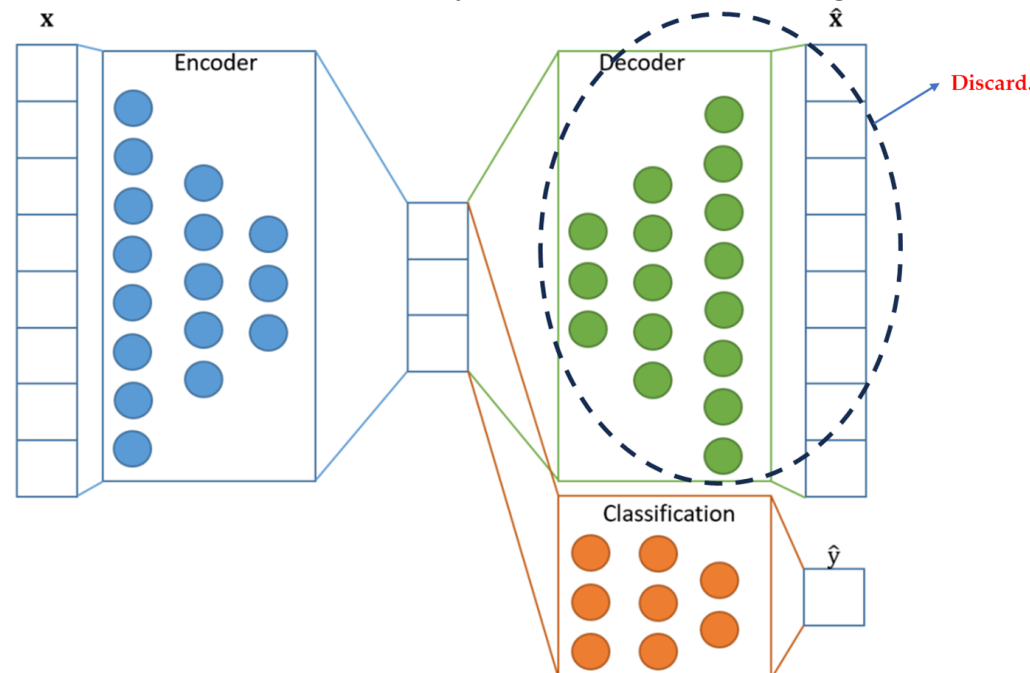 x
x̂
Encoder
Decoder
Discard.
Classification
ŷ